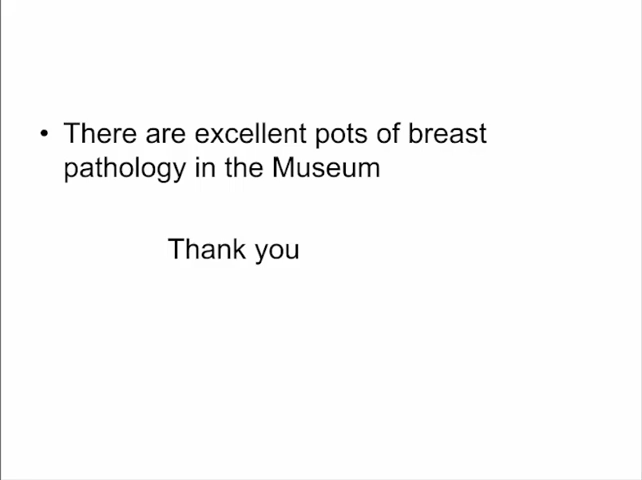 • There are excellent pots of breast
pathology in the Museum
Thank you